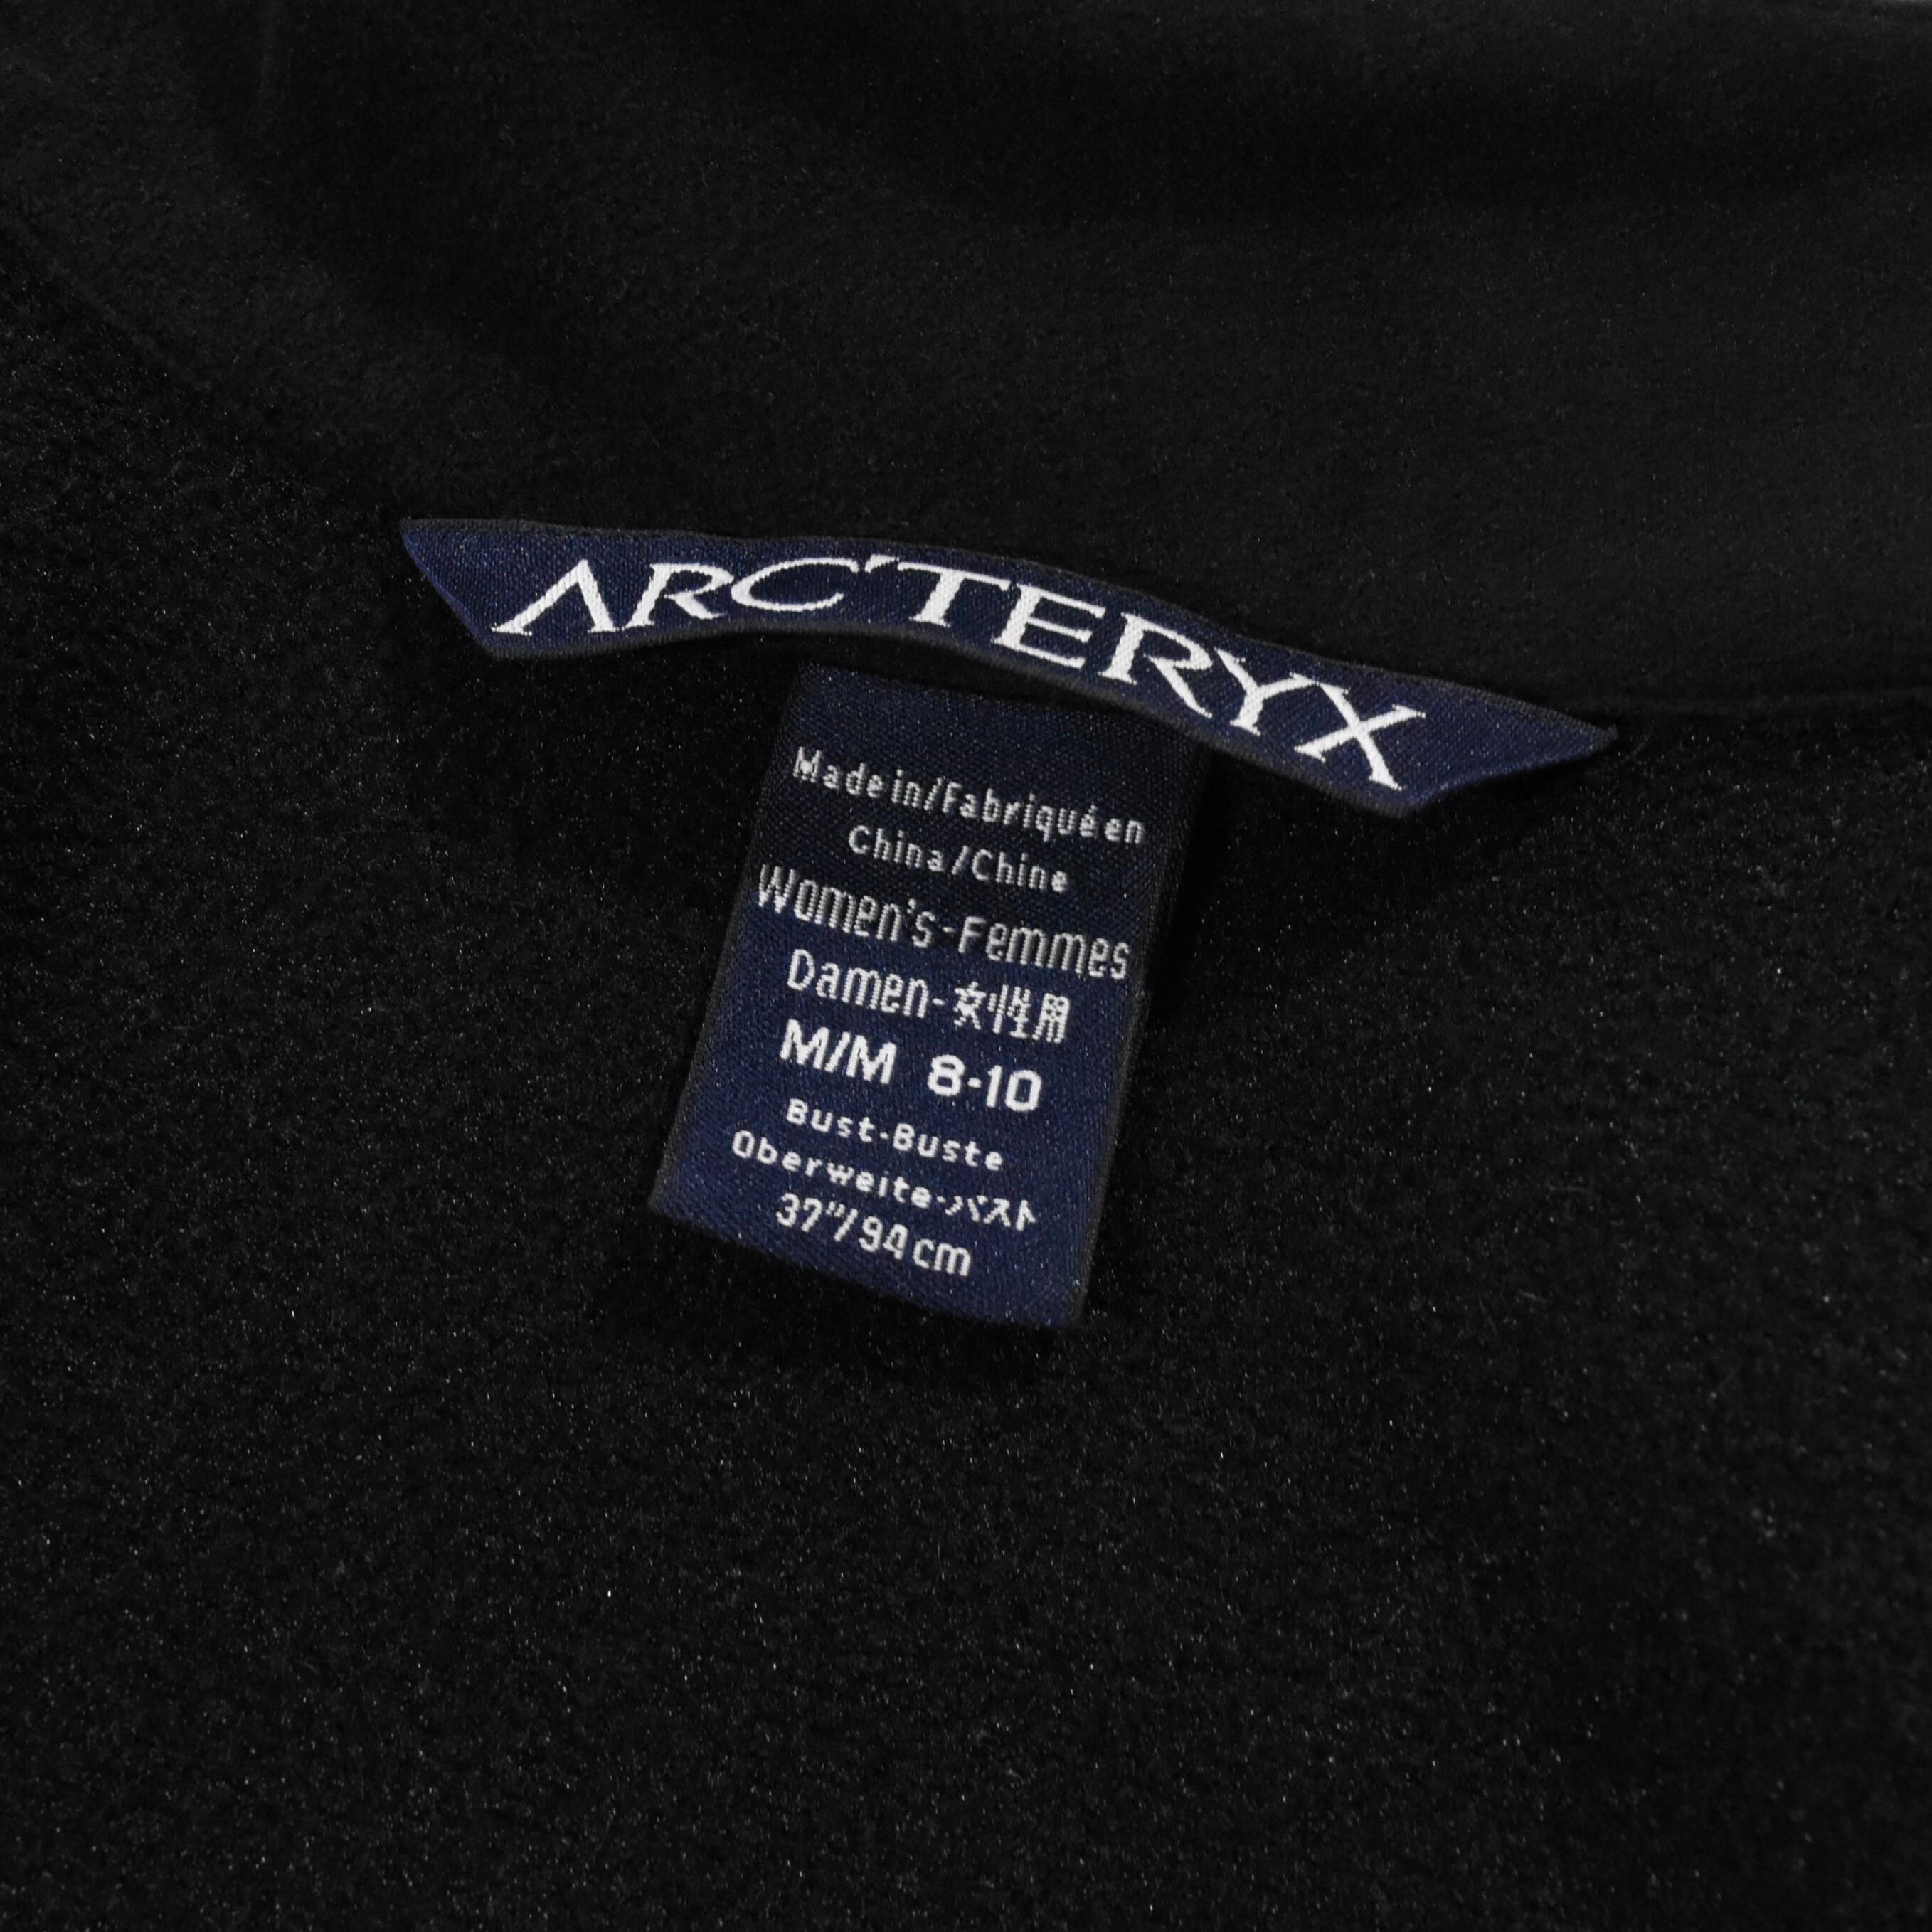 ARC'TERYX
Made in/Fabriqué en
China/Chine
Women's-Femmes
Damen-女性用
M/M 8-10
Bust-Buste
Oberweite-バスト
37"/94cm